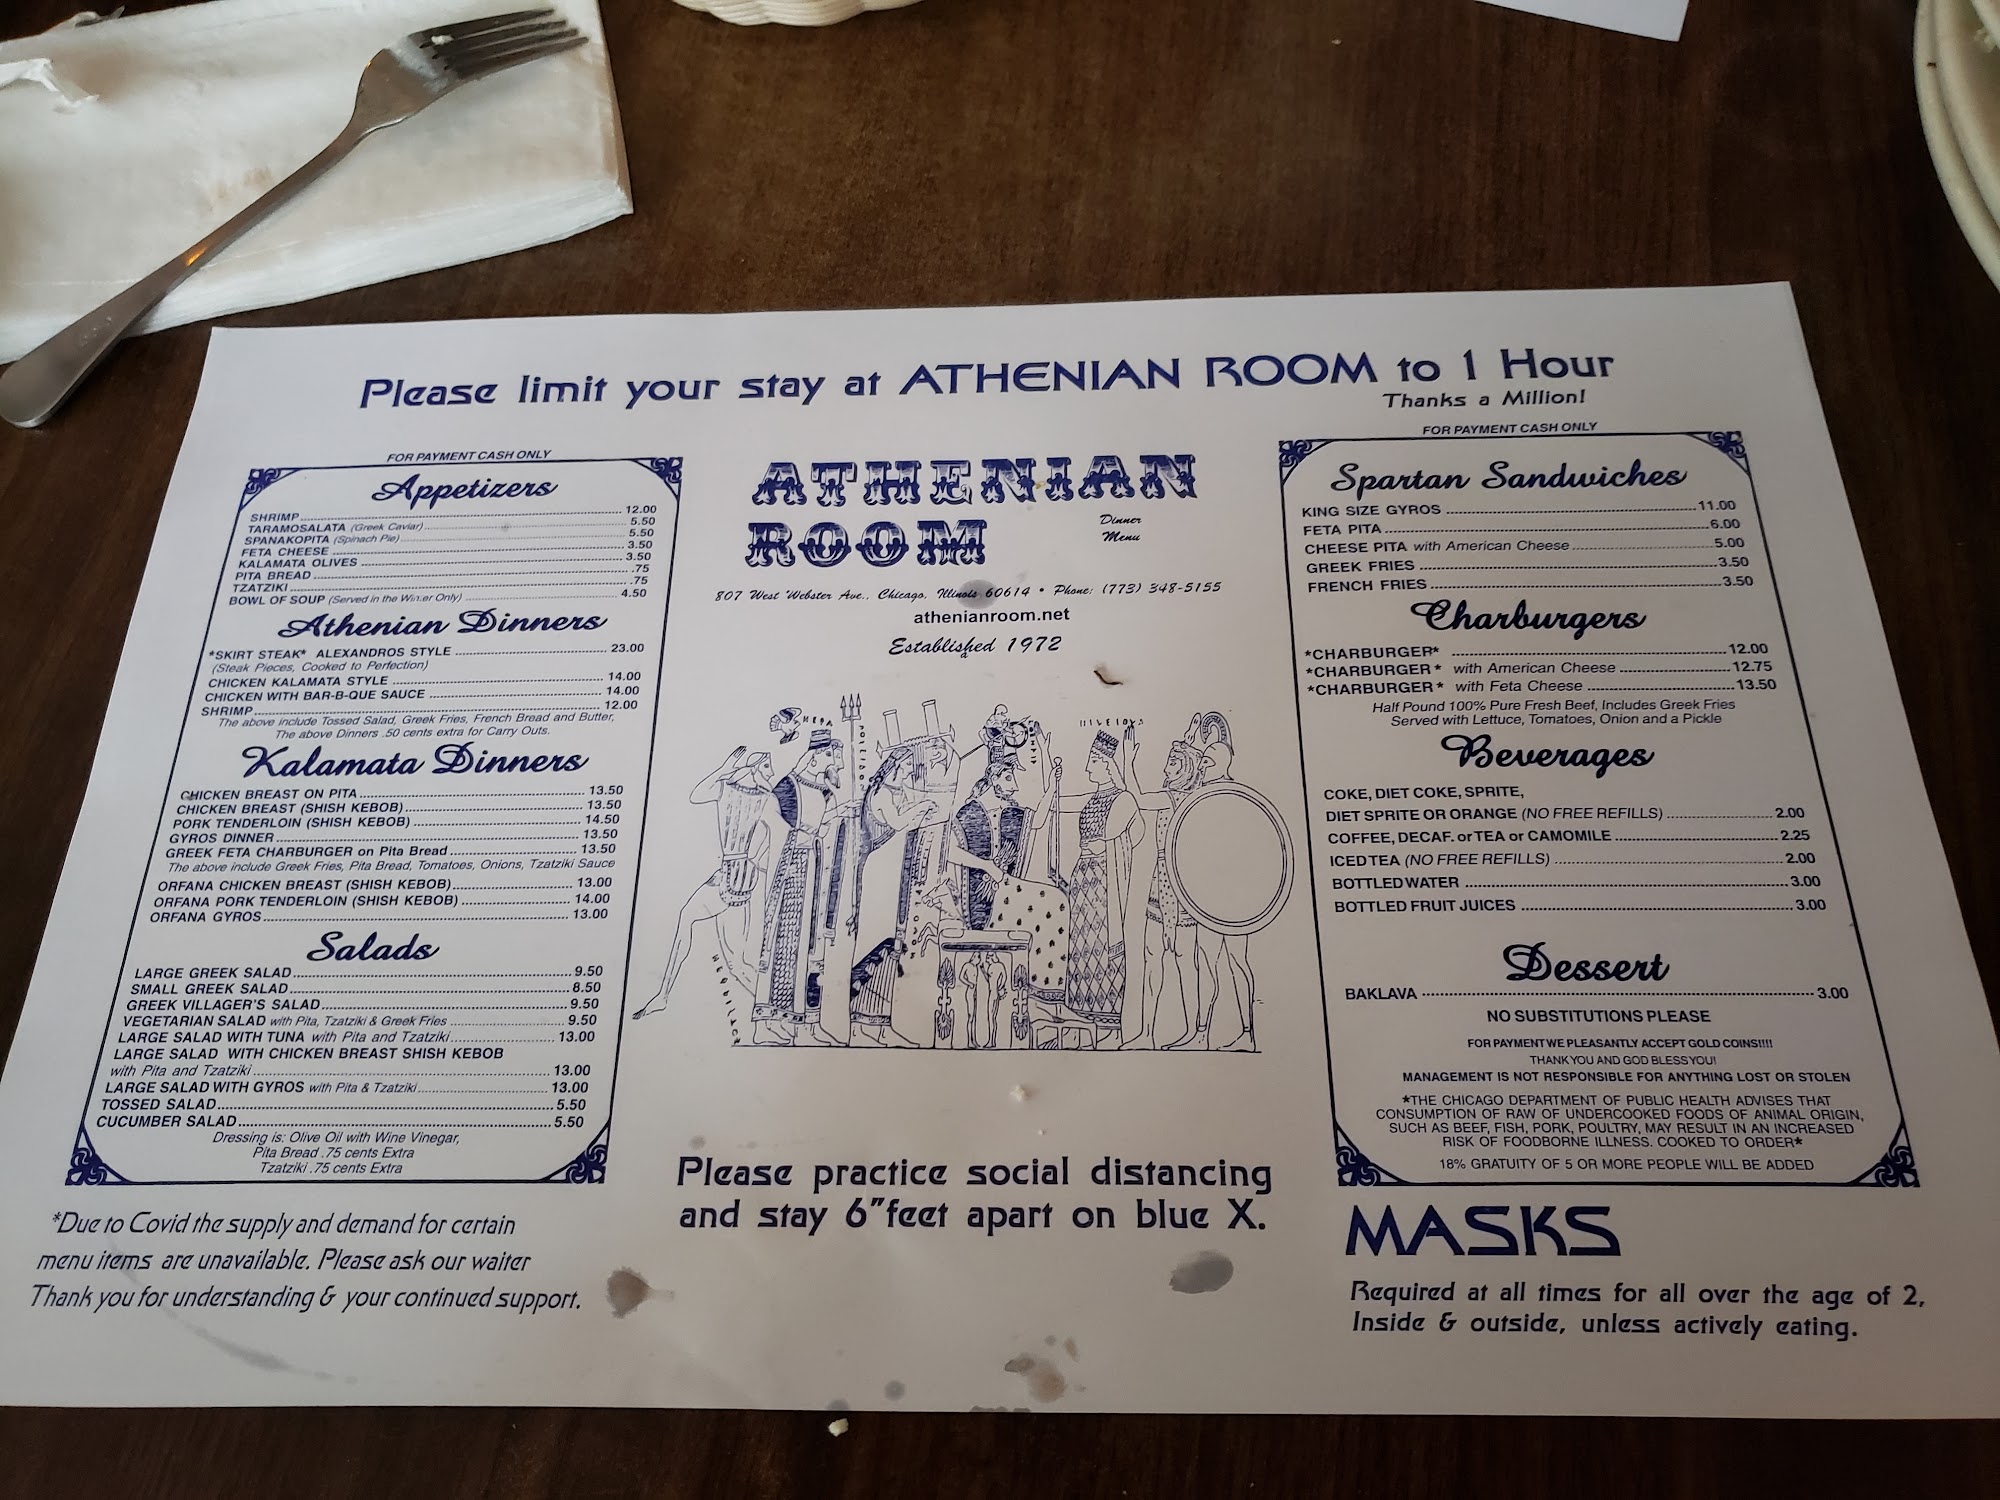 Please limit your stay at ATHENIAN ROOM to 1 Hour
Thanks a Million!
FOR PAYMENT CASH ONLY
Appetizers
SHRIMP 12.00
TARAMOSALATA (Greek Caviar) 5.50
SPANAKOPITA (Spinach Pie) 5.50
FETA CHEESE 3.50
KALAMATA OLIVES 3.50
PITA BREAD .75
TZATZIKI .75
BOWL OF SOUP (Served in the Winter Only) 4.50
Athenian Dinners
*SKIRT STEAK* ALEXANDROS STYLE 23.00
(Steak Pieces, Cooked to Perfection)
CHICKEN KALAMATA STYLE 14.00
CHICKEN WITH BAR-B-QUE SAUCE 14.00
SHRIMP 12.00
The above include Tossed Salad, Greek Fries, French Bread and Butter,
The above Dinners .50 cents extra for Carry Outs.
Kalamata Dinners
CHICKEN BREAST ON PITA 13.50
CHICKEN BREAST (SHISH KEBOB) 13.50
PORK TENDERLOIN (SHISH KEBOB) 14.50
GYROS DINNER 13.50
GREEK FETA CHARBURGER on Pita Bread 13.50
The above include Greek Fries, Pita Bread, Tomatoes, Onions, Tzatziki Sauce
ORFANA CHICKEN BREAST (SHISH KEBOB) 13.00
ORFANA PORK TENDERLOIN (SHISH KEBOB) 14.00
ORFANA GYROS 13.00
Salads
LARGE GREEK SALAD 9.50
SMALL GREEK SALAD 8.50
GREEK VILLAGER'S SALAD 9.50
VEGETARIAN SALAD with Pita, Tzatziki & Greek Fries 9.50
LARGE SALAD WITH TUNA with Pita and Tzatziki 13.00
LARGE SALAD WITH CHICKEN BREAST SHISH KEBOB
with Pita and Tzatziki 13.00
LARGE SALAD WITH GYROS with Pita & Tzatziki 13.00
TOSSED SALAD 5.50
CUCUMBER SALAD 5.50
Dressing is: Olive Oil with Wine Vinegar,
Pita Bread .75 cents Extra
Tzatziki .75 cents Extra
*Due to Covid the supply and demand for certain
menu items are unavailable. Please ask our waiter
Thank you for understanding & your continued support.
ATHENIAN
ROOM
Dinner
Menu
807 West Webster Ave., Chicago, Illinois 60614 • Phone: (773) 348-5155
athenianroom.net
Established 1972
Please practice social distancing
and stay 6"feet apart on blue X.
FOR PAYMENT CASH ONLY
Spartan Sandwiches
KING SIZE GYROS 11.00
FETA PITA 6.00
CHEESE PITA with American Cheese 5.00
GREEK FRIES 3.50
FRENCH FRIES 3.50
Charburgers
*CHARBURGER* 12.00
*CHARBURGER* with American Cheese 12.75
*CHARBURGER* with Feta Cheese 13.50
Half Pound 100% Pure Fresh Beef, Includes Greek Fries
Served with Lettuce, Tomatoes, Onion and a Pickle
Beverages
COKE, DIET COKE, SPRITE,
DIET SPRITE OR ORANGE (NO FREE REFILLS) 2.00
COFFEE, DECAF. or TEA or CAMOMILE 2.25
ICED TEA (NO FREE REFILLS) 2.00
BOTTLED WATER 3.00
BOTTLED FRUIT JUICES 3.00
Dessert
BAKLAVA 3.00
NO SUBSTITUTIONS PLEASE
FOR PAYMENT WE PLEASANTLY ACCEPT GOLD COINS!!!!
THANK YOU AND GOD BLESS YOU!
MANAGEMENT IS NOT RESPONSIBLE FOR ANYTHING LOST OR STOLEN
*THE CHICAGO DEPARTMENT OF PUBLIC HEALTH ADVISES THAT
CONSUMPTION OF RAW OF UNDERCOOKED FOODS OF ANIMAL ORIGIN,
SUCH AS BEEF, FISH, PORK, POULTRY, MAY RESULT IN AN INCREASED
RISK OF FOODBORNE ILLNESS. COOKED TO ORDER*
18% GRATUITY OF 5 OR MORE PEOPLE WILL BE ADDED
MASKS
Required at all times for all over the age of 2,
Inside & outside, unless actively eating.